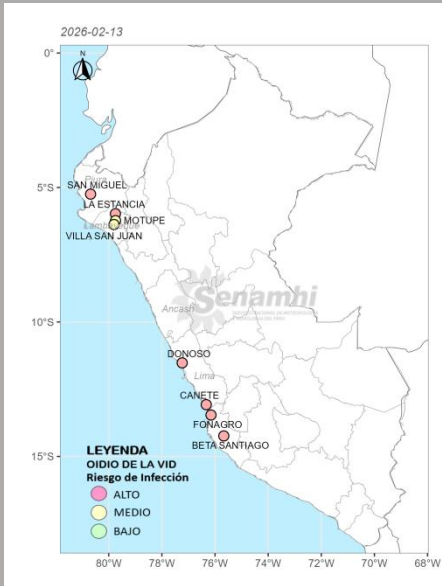 2026-02-13
N
0°
5°S
10°S
15°S
Piura
SAN MIGUEL
LA ESTANCIA
MOTUPE
VILLA SAN JUAN
Ancash
Senamhi
DONOSO
Lima
CANETE
FONAGRO
BETA SANTIAGO
LEYENDA
OIDIO DE LA VID
Riesgo de Infección
ALTO
MEDIO
BAJO
80°W 78°W 76°W 74°W 72°W 70°W 68°W